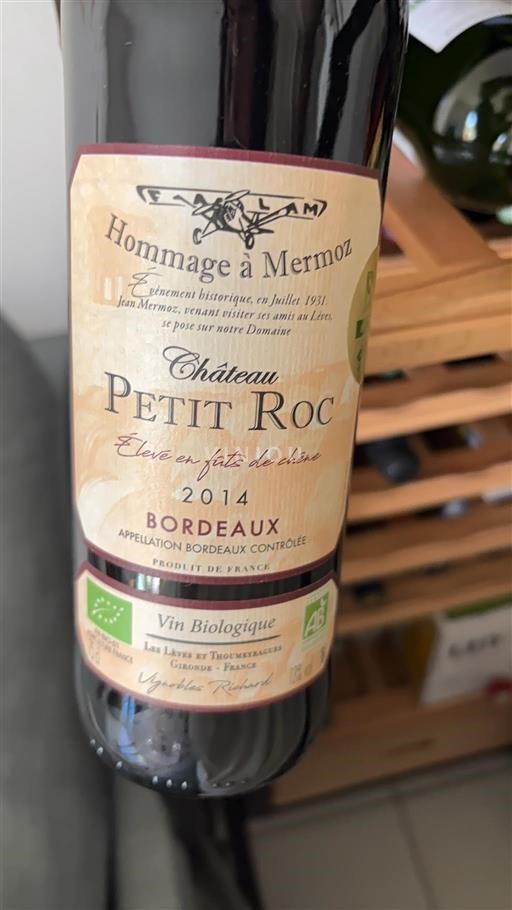 F-A LAM
Hommage à Mermoz
Événement historique, en Juillet 1931.
Jean Mermoz, venant visiter ses amis au Lèves,
se pose sur notre Domaine
Château
PETIT ROC
Élevé en fûts de chêne
2014
BORDEAUX
APPELLATION BORDEAUX CONTRÔLÉE
PRODUIT DE FRANCE
Vin Biologique
AB
LES LÈVES ET THOUMEYRAGUES
GIRONDE - FRANCE
Vignobles Richard